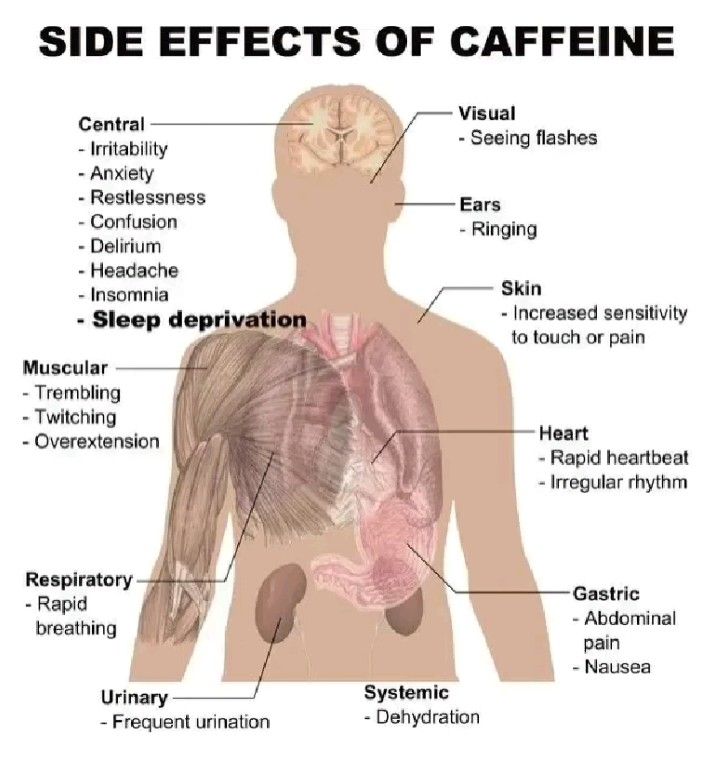 SIDE EFFECTS OF CAFFEINE
Central
- Irritability
- Anxiety
- Restlessness
- Confusion
- Delirium
- Headache
- Insomnia
- Sleep deprivation
Visual
- Seeing flashes
Ears
- Ringing
Skin
- Increased sensitivity
to touch or pain
Muscular
- Trembling
- Twitching
- Overextension
Heart
- Rapid heartbeat
- Irregular rhythm
Respiratory
- Rapid
breathing
Gastric
- Abdominal
pain
- Nausea
Urinary
- Frequent urination
Systemic
- Dehydration